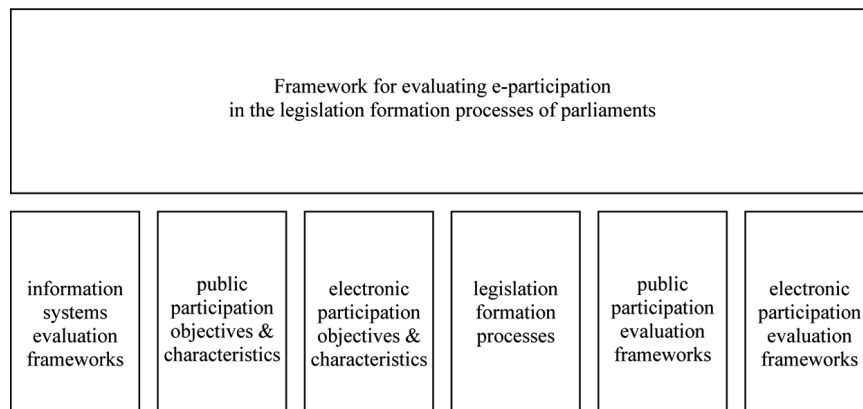 Framework for evaluating e-participation
in the legislation formation processes of parliaments
information
systems
evaluation
frameworks
public
participation
objectives &
characteristics
electronic
participation
objectives &
characteristics
legislation
formation
processes
public
participation
evaluation
frameworks
electronic
participation
evaluation
frameworks